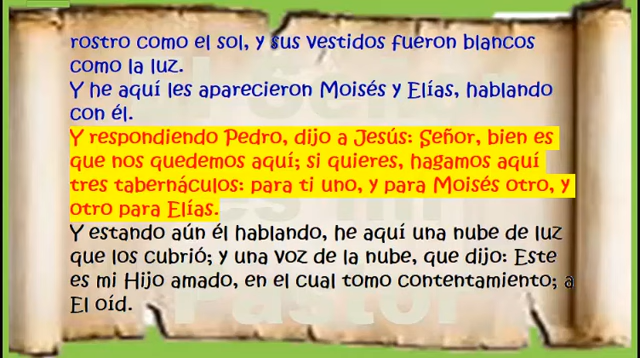 rostro como el sol, y sus vestidos fueron blancos
como la luz.
Y he aquí les aparecieron Moisés y Elías, hablando
con él.
Y respondiendo Pedro, dijo a Jesús: Señor, bien es
que nos quedemos aquí; si quieres, hagamos aquí
tres tabernáculos: para ti uno, y para Moisés otro, y
otro para Elías.
Y estando aún él hablando, he aquí una nube de luz
que los cubrió; y una voz de la nube, que dijo: Este
es mi Hijo amado, en el cual tomo contentamiento; a
El oíd.